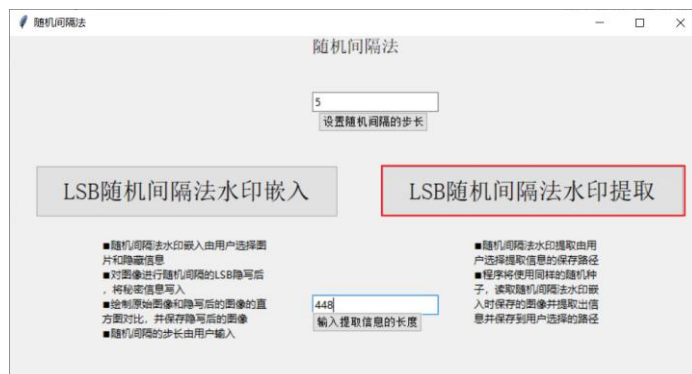 随机间隔法
随机间隔法
5
设置随机间隔的步长
LSB随机间隔法水印嵌入
LSB随机间隔法水印提取
■随机间隔法水印嵌入由用户选择图
片和隐蔽信息
■对图像进行随机间隔的LSB隐写后
，将秘密信息写入
■绘制原始图像和隐写后的图像的直
方图对比，并保存隐写后的图像
■随机间隔的步长由用户输入
448
输入提取信息的长度
■随机间隔法水印提取由用
户选择提取信息的保存路径
■程序将使用同样的随机种
子，读取随机间隔法水印嵌
入时保存的图像并提取出信
息并保存到用户选择的路径